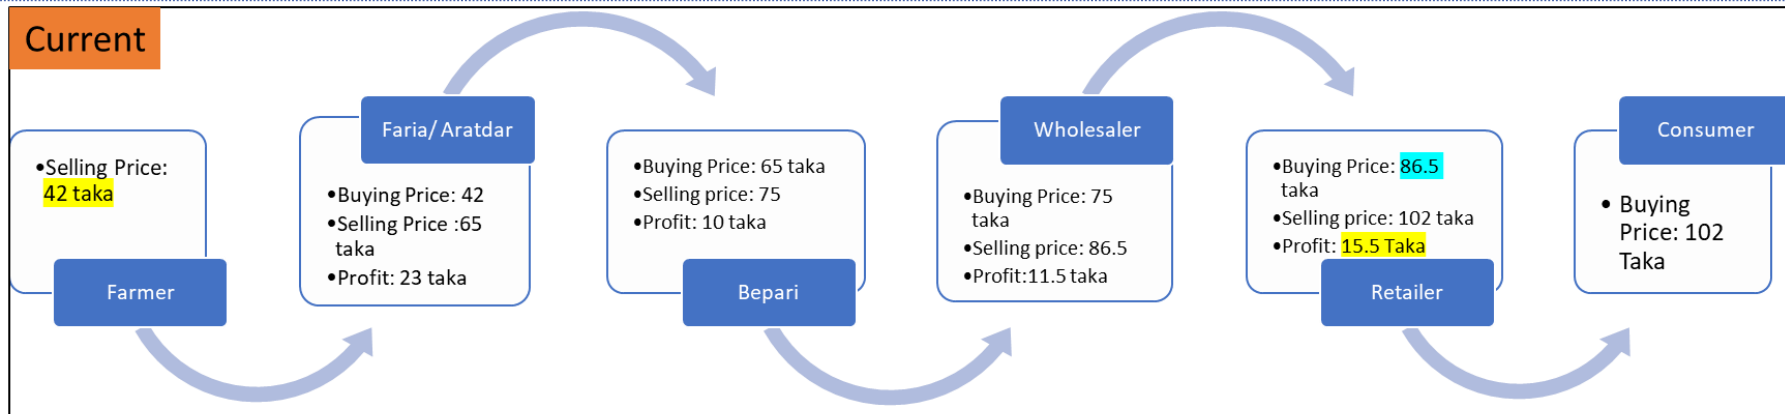 Current
•Selling Price:
42 taka
Farmer
Faria/ Aratdar
•Buying Price: 42
•Selling Price :65
taka
•Profit: 23 taka
•Buying Price: 65 taka
•Selling price: 75
•Profit: 10 taka
Bepari
Wholesaler
•Buying Price: 75
taka
•Selling price: 86.5
•Profit:11.5 taka
•Buying Price: 86.5
taka
•Selling price: 102 taka
•Profit: 15.5 Taka
Retailer
Consumer
• Buying
Price: 102
Taka